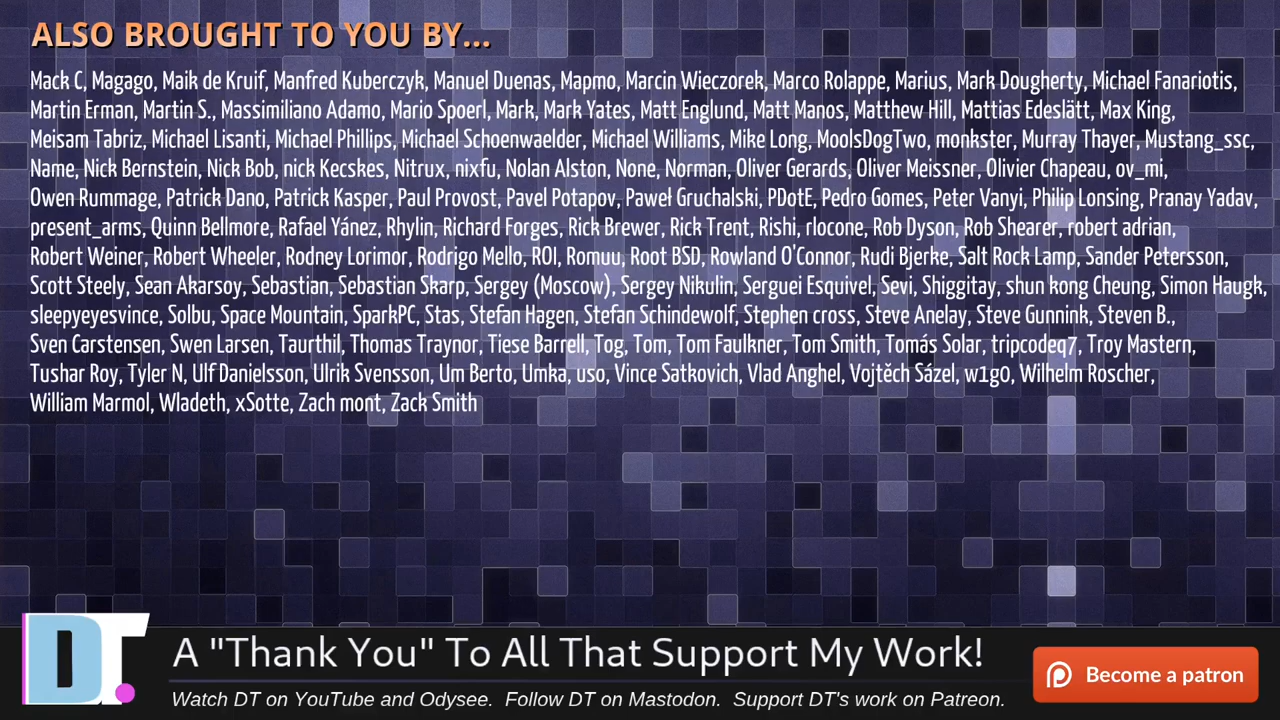 ALSO BROUGHT TO YOU BY...
Mack C, Magago, Maik de Kruif, Manfred Kuberczyk, Manuel Duenas, Mapmo, Marcin Wieczorek, Marco Rolappe, Marius, Mark Dougherty, Michael Fanariotis,
Martin Erman, Martin S., Massimiliano Adamo, Mario Spoerl, Mark, Mark Yates, Matt Englund, Matt Manos, Matthew Hill, Mattias Edeslätt, Max King,
Meisam Tabriz, Michael Lisanti, Michael Phillips, Michael Schoenwaelder, Michael Williams, Mike Long, MoolsDogTwo, monkster, Murray Thayer, Mustang_ssc,
Name, Nick Bernstein, Nick Bob, nick Kecskes, Nitrux, nixfu, Nolan Alston, None, Norman, Oliver Gerards, Oliver Meissner, Olivier Chapeau, ov_mi,
Owen Rummage, Patrick Dano, Patrick Kasper, Paul Provost, Pavel Potapov, Paweł Gruchalski, PDotE, Pedro Gomes, Peter Vanyi, Philip Lonsing, Pranay Yadav,
present_arms, Quinn Bellmore, Rafael Yánez, Rhylin, Richard Forges, Rick Brewer, Rick Trent, Rishi, rlocone, Rob Dyson, Rob Shearer, robert adrian,
Robert Weiner, Robert Wheeler, Rodney Lorimor, Rodrigo Mello, ROI, Romuu, Root BSD, Rowland O'Connor, Rudi Bjerke, Salt Rock Lamp, Sander Petersson,
Scott Steely, Sean Akarsoy, Sebastian, Sebastian Skarp, Sergey (Moscow), Sergey Nikulin, Serguei Esquivel, Sevi, Shiggitay, shun kong Cheung, Simon Haugk,
sleepyeyesvince, Solbu, Space Mountain, SparkPC, Stas, Stefan Hagen, Stefan Schindewolf, Stephen cross, Steve Anelay, Steve Gunnink, Steven B.,
Sven Carstensen, Swen Larsen, Taurthil, Thomas Traynor, Tiese Barrell, Tog, Tom, Tom Faulkner, Tom Smith, Tomás Solar, tripcodeq7, Troy Mastern,
Tushar Roy, Tyler N, Ulf Danielsson, Ulrik Svensson, Um Berto, Umka, uso, Vince Satkovich, Vlad Anghel, Vojtěch Sázel, w1g0, Wilhelm Roscher,
William Marmol, Wladeth, xSotte, Zach mont, Zack Smith
DT
A "Thank You" To All That Support My Work!
Watch DT on YouTube and Odysee. Follow DT on Mastodon. Support DT's work on Patreon.
Become a patron